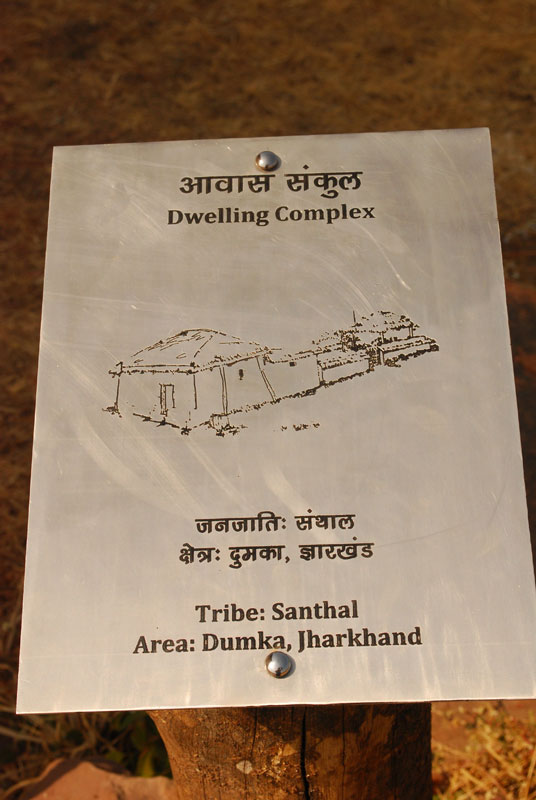 आवास संकुल
Dwelling Complex
जनजातिः संथाल
क्षेत्रः दुमका, झारखंड
Tribe: Santhal
Area: Dumka, Jharkhand